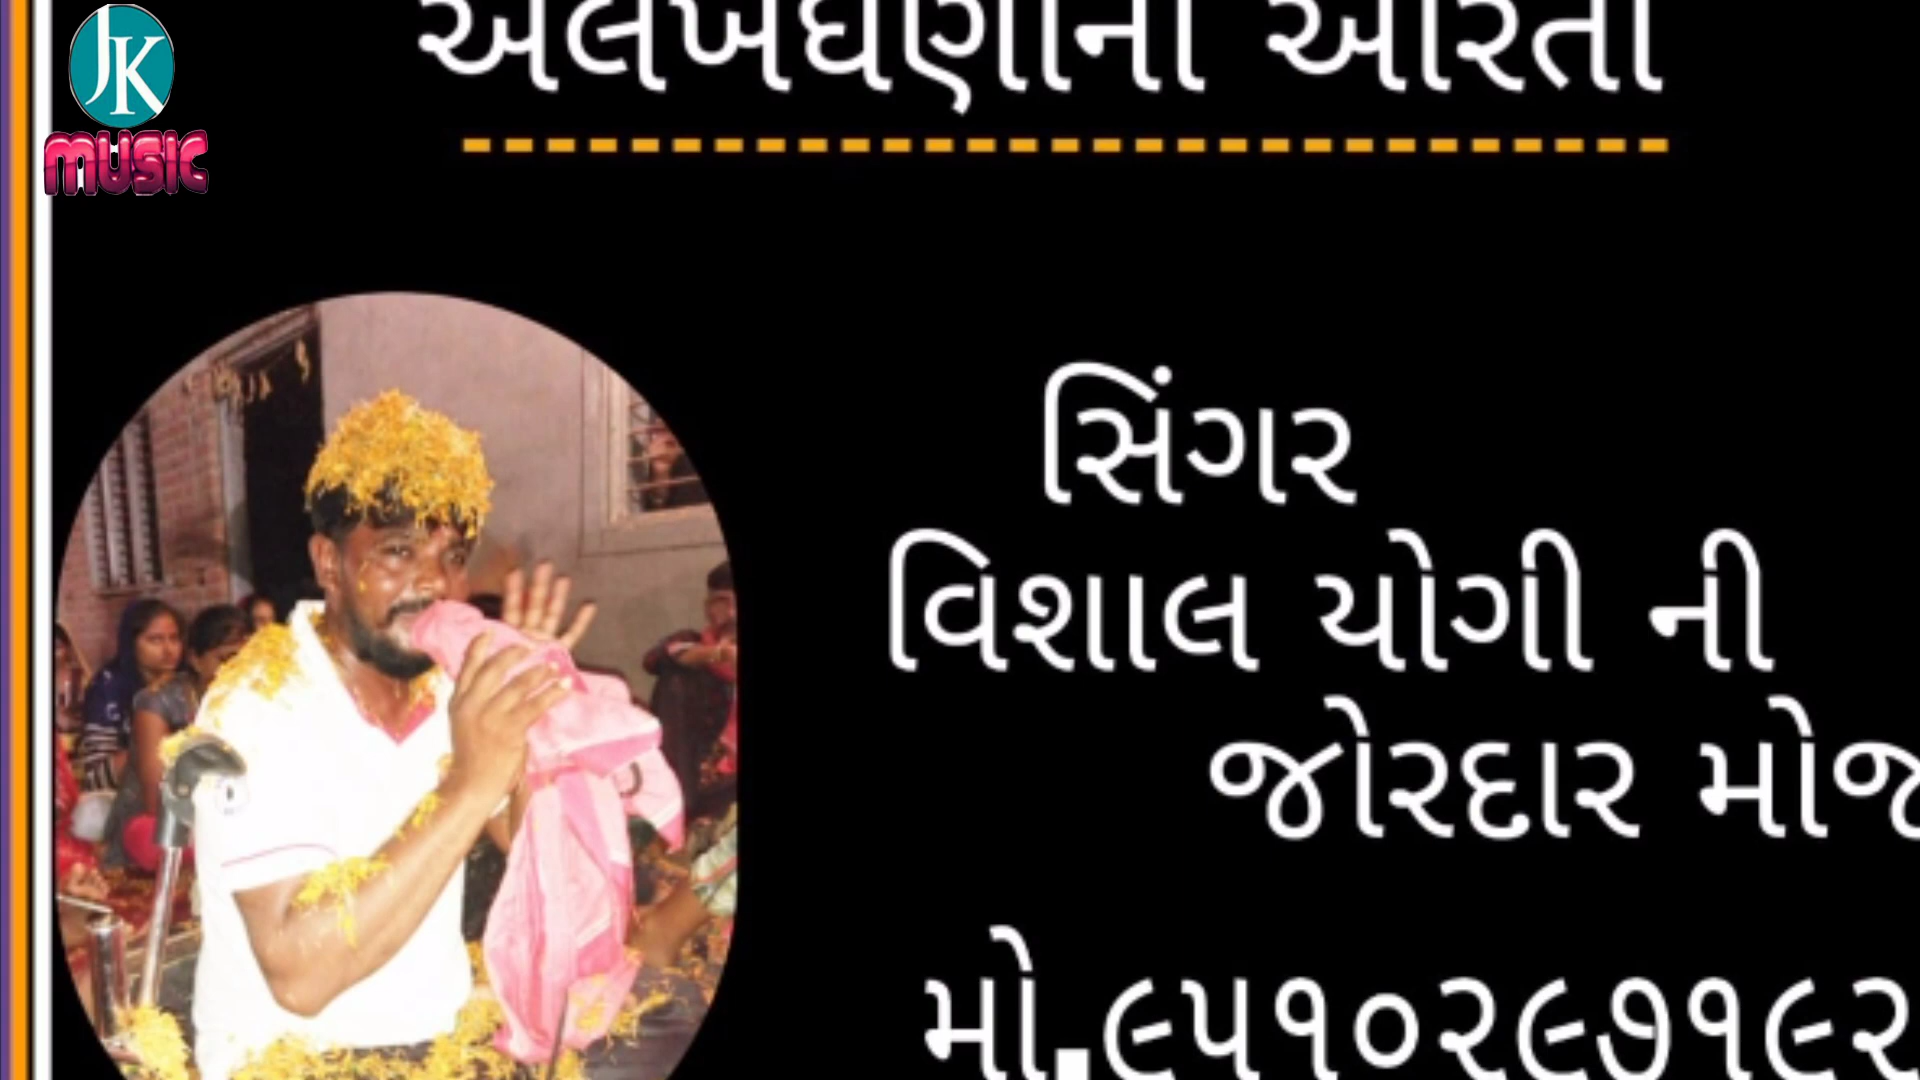 JK
MUSIC
અલખધણીની આરતી
સિંગર
વિશાલ યોગી ની
જોરદાર મોજ
મો.૯૫૧૦૨૯૭૧૯૨